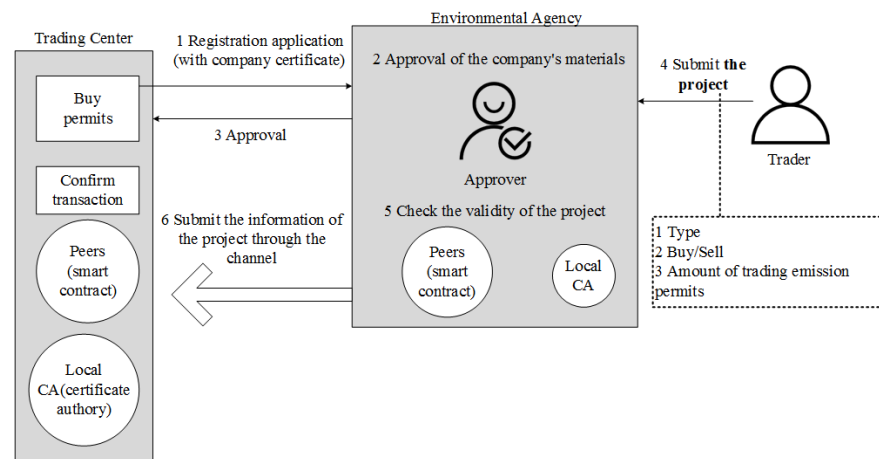 Trading Center
Buy
permits
Confirm
transaction
Peers
(smart
contract)
Local
CA(certificate
authory)
1 Registration application
(with company certificate)
3 Approval
6 Submit the information of
the project through the
channel
Environmental Agency
2 Approval of the company's materials
Approver
5 Check the validity of the project
Peers
(smart
contract)
Local
CA
4 Submit the
project
Trader
1 Type
2 Buy/Sell
3 Amount of trading emission
permits